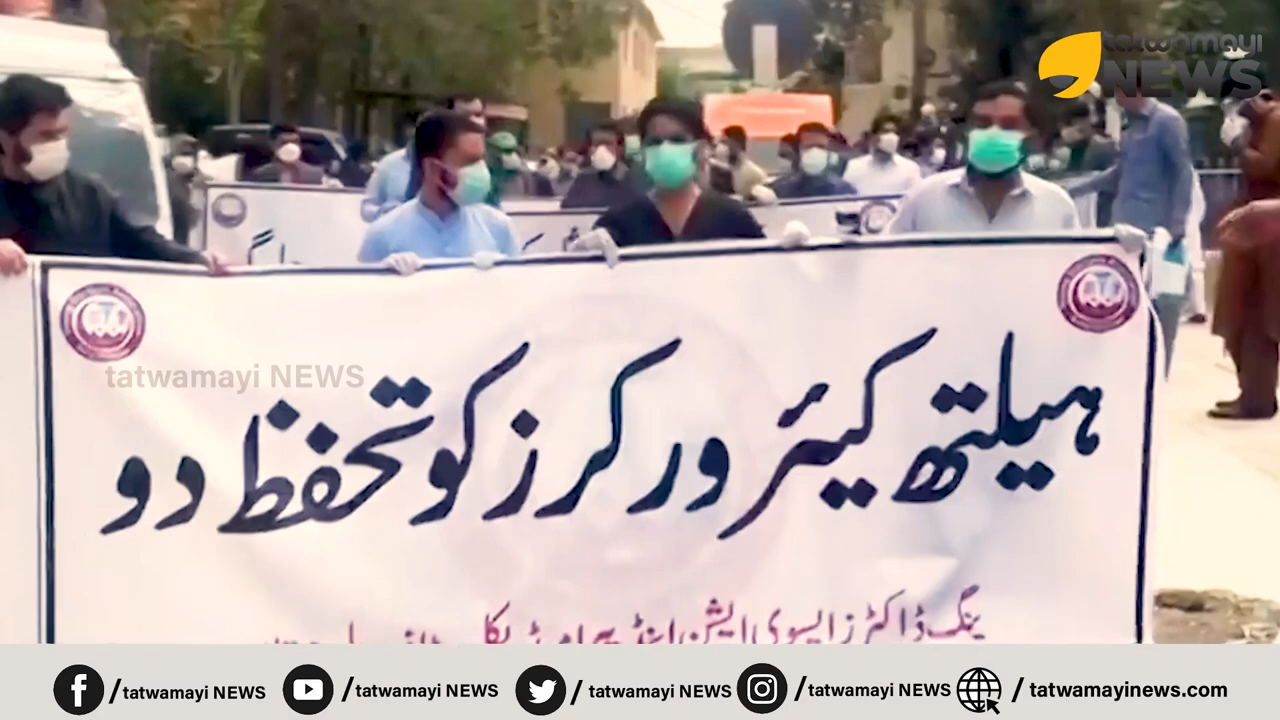 tatwamayi
NEWS
ہیلتھ کیئر ورکرز کو تحفظ دو
tatwamayi NEWS
ینگ ڈاکٹرز ایسوسی ایشن اینڈ
/tatwamayi NEWS /tatwamayi NEWS / tatwamayi NEWS /tatwamayi NEWS / tatwamayinews.com